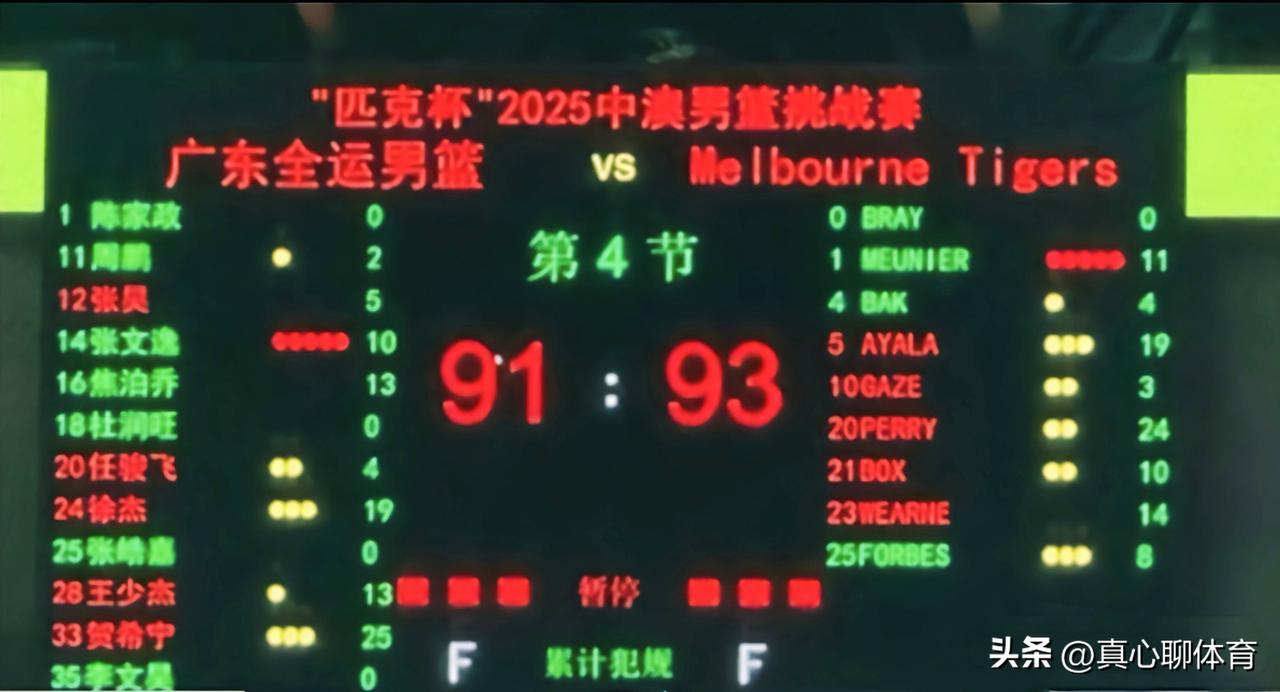 "匹克杯"2025中澳男篮挑战赛
广东全运男篮 VS Melbourne Tigers
1 陈家政 0
11 周鹏 2
12 张昊 5
14 张文逸 10
16 焦泊乔 13
18 杜润旺 0
20 任骏飞 4
24 徐杰 19
25 张皓嘉 0
28 王少杰 13
33 贺希宁 25
35 李文昊 0
第 4 节
91 : 93
暂停
F 累计犯规 F
0 BRAY 0
1 MEUNIER 11
4 BAK 4
5 AYALA 19
10 GAZE 3
20 PERRY 24
21 BOX 10
23 WEARNE 14
25 FORBES 8
头条 @真心聊体育